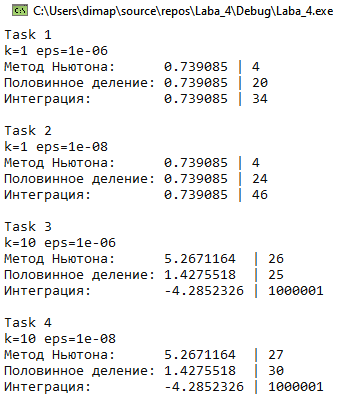 C:\Users\dimap\source\repos\Laba_4\Debug\Laba_4.exe
Task 1
k=1 eps=1e-06
Метод Ньютона:      0.739085 | 4
Половинное деление: 0.739085 | 20
Интеграция:         0.739085 | 34
Task 2
k=1 eps=1e-08
Метод Ньютона:      0.739085 | 4
Половинное деление: 0.739085 | 24
Интеграция:         0.739085 | 46
Task 3
k=10 eps=1e-06
Метод Ньютона:      5.2671164  | 26
Половинное деление: 1.4275518  | 25
Интеграция:         -4.2852326 | 1000001
Task 4
k=10 eps=1e-08
Метод Ньютона:      5.2671164  | 27
Половинное деление: 1.4275518  | 30
Интеграция:         -4.2852326 | 1000001